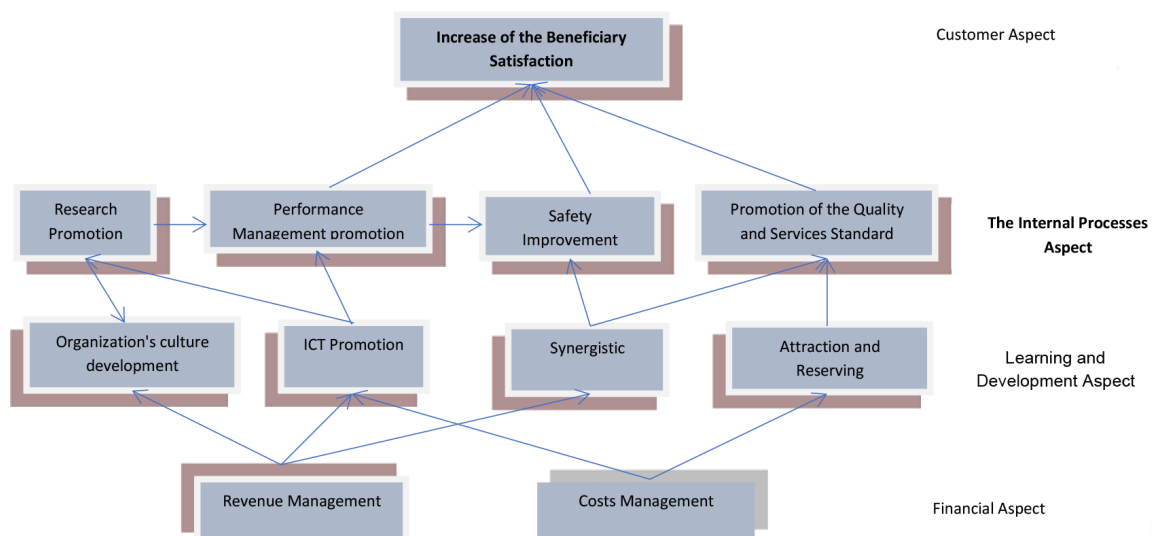 Increase of the Beneficiary
Satisfaction
Customer Aspect
Research
Promotion
Performance
Management promotion
Safety
Improvement
Promotion of the Quality
and Services Standard
The Internal Processes
Aspect
Organization's culture
development
ICT Promotion
Synergistic
Attraction and
Reserving
Learning and
Development Aspect
Revenue Management
Costs Management
Financial Aspect